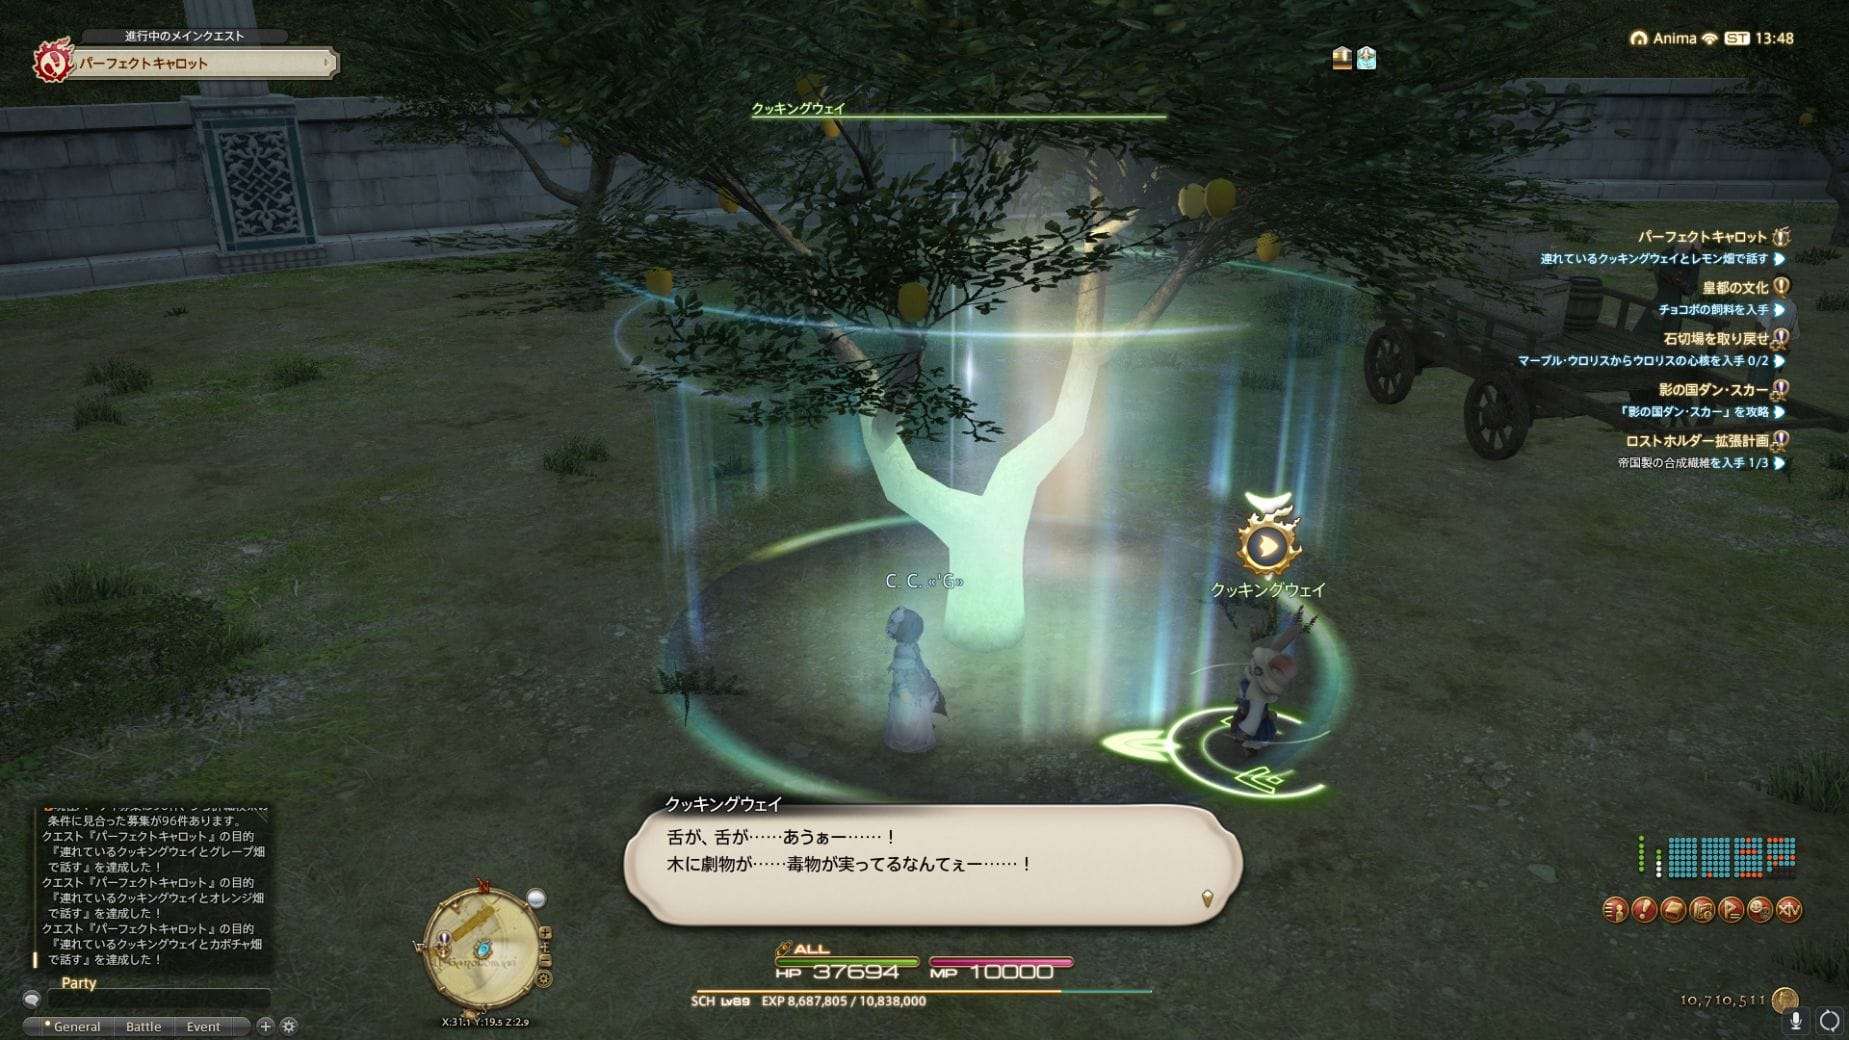 進行中のメインクエスト
パーフェクトキャロット
Anima ST 13:48
クッキングウェイ
パーフェクトキャロット
連れているクッキングウェイとレモン畑で話す
皇都の文化
チョコボの飼料を入手
石切場を取り戻せ
マーブル・ウロリスからウロリスの心核を入手 0/2
影の国ダン・スカー
「影の国ダン・スカー」を攻略
ロストホルダー拡張計画
帝国製の合成繊維を入手 1/3
C. C. «'G»
クッキングウェイ
クッキングウェイ
舌が、舌が……あうぁー……！
木に劇物が……毒物が実ってるなんてぇー……！
条件に見合った募集が96件あります。
クエスト『パーフェクトキャロット』の目的
『連れているクッキングウェイとグレープ畑
で話す』を達成した！
クエスト『パーフェクトキャロット』の目的
『連れているクッキングウェイとオレンジ畑
で話す』を達成した！
クエスト『パーフェクトキャロット』の目的
『連れているクッキングウェイとカボチャ畑
で話す』を達成した！
Party
General Battle Event
X:31.1 Y:19.5 Z:2.9
ALL
HP 37694 MP 10000
SCH Lv89 EXP 8,687,805 / 10,838,000
10,710,511
XIV